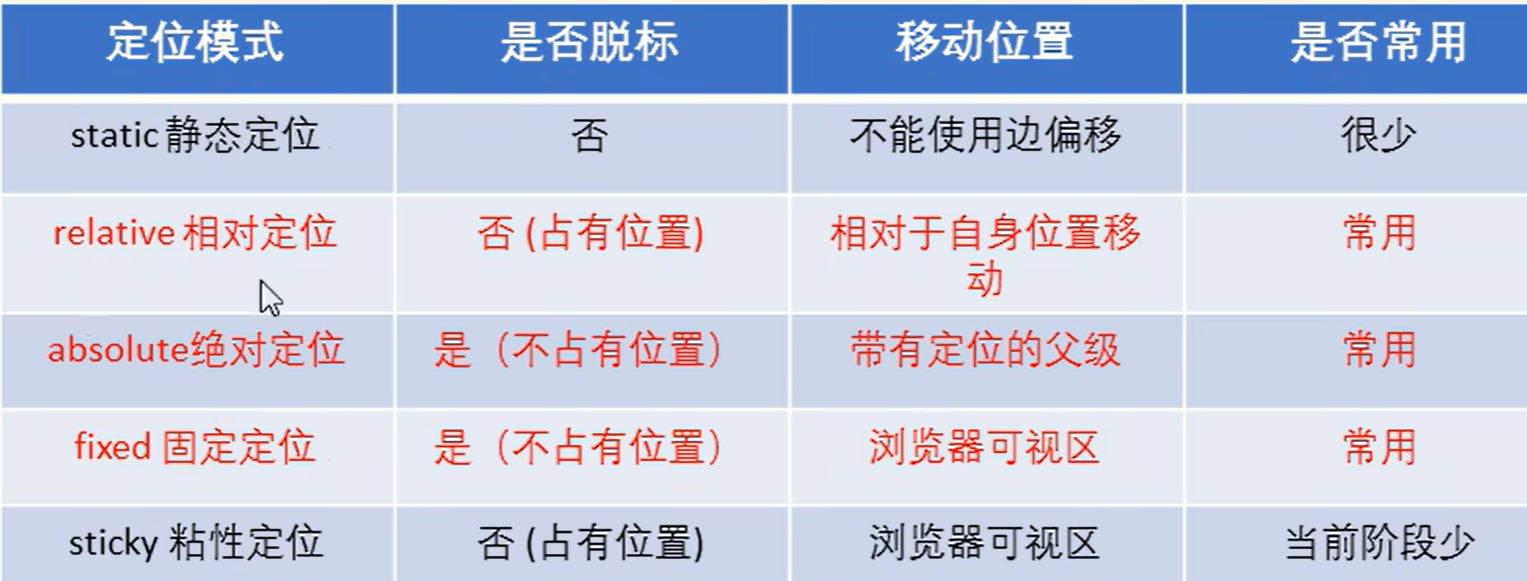 定位模式 是否脱标 移动位置 是否常用
static 静态定位 否 不能使用边偏移 很少
relative 相对定位 否 (占有位置) 相对于自身位置移
动 常用
absolute绝对定位 是（不占有位置） 带有定位的父级 常用
fixed 固定定位 是（不占有位置） 浏览器可视区 常用
sticky 粘性定位 否 (占有位置) 浏览器可视区 当前阶段少